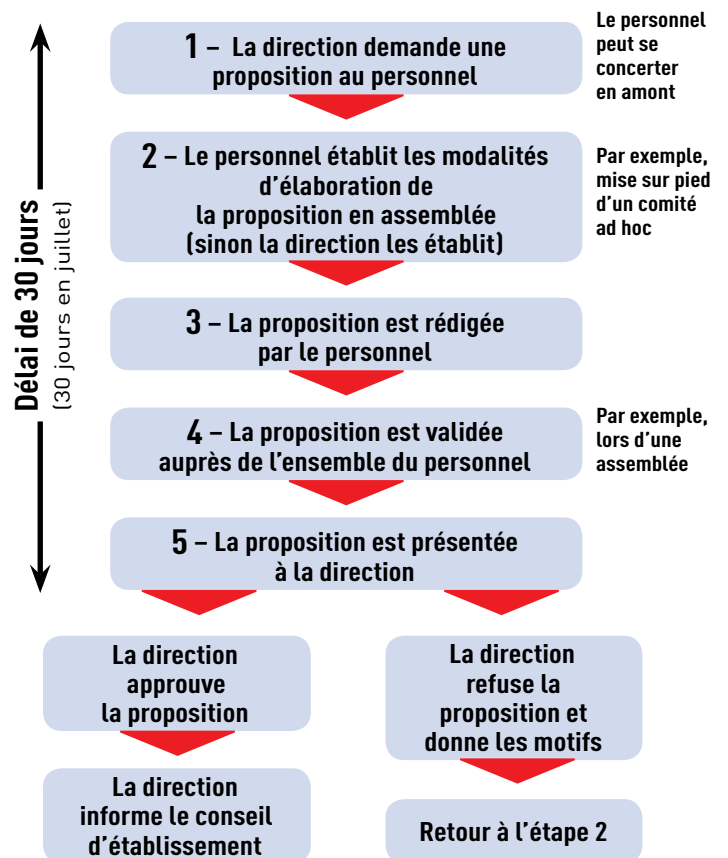 1 – La direction demande une
proposition au personnel
Le personnel
peut se
concerter
en amont
2 – Le personnel établit les modalités
d'élaboration de
la proposition en assemblée
(sinon la direction les établit)
Par exemple,
mise sur pied
d'un comité
ad hoc
Délai de 30 jours
(30 jours en juillet)
3 – La proposition est rédigée
par le personnel
4 – La proposition est validée
auprès de l'ensemble du personnel
Par exemple,
lors d'une
assemblée
5 – La proposition est présentée
à la direction
La direction
approuve
la proposition
La direction
refuse la
proposition et
donne les motifs
La direction
informe le conseil
d'établissement
Retour à l'étape 2